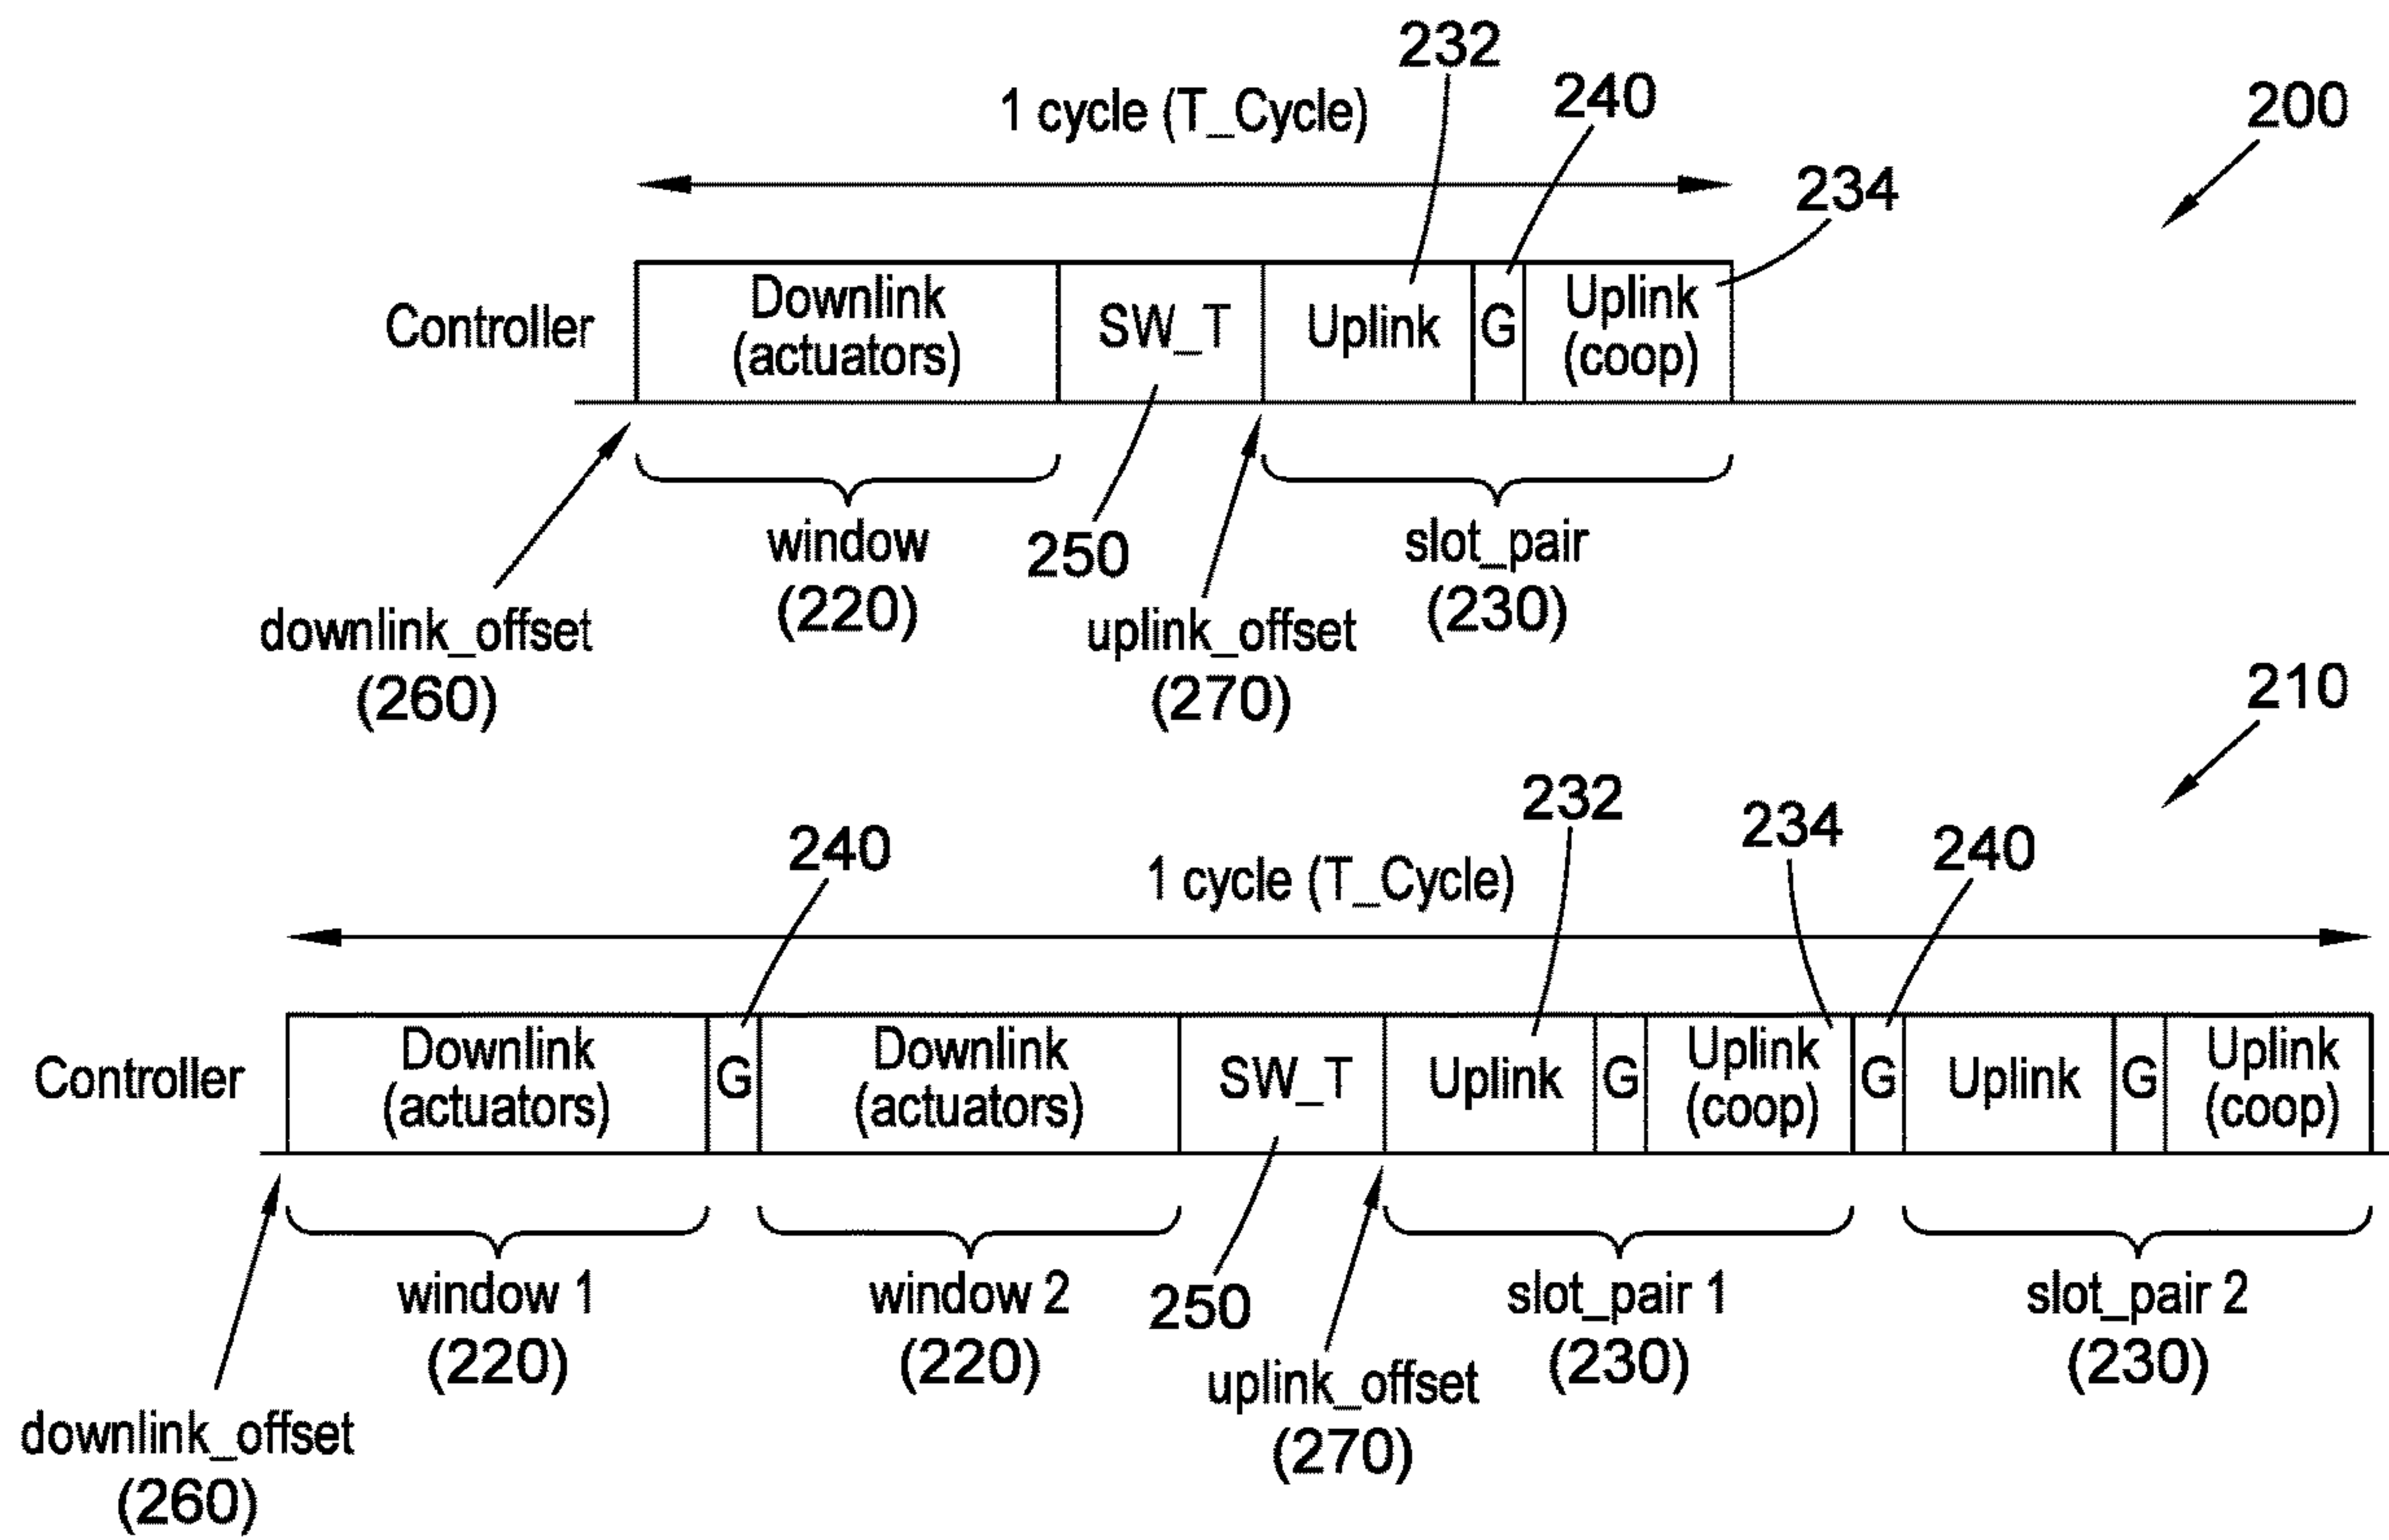 232
1 cycle (T_Cycle)
240
200
234
Controller
Downlink
(actuators)
SW_T
Uplink
G
Uplink
(coop)
window
(220)
250
slot_pair
(230)
downlink_offset
(260)
uplink_offset
(270)
210
232
234
240
240
1 cycle (T_Cycle)
Controller
Downlink
(actuators)
G
Downlink
(actuators)
SW_T
Uplink
G
Uplink
(coop)
G
Uplink
G
Uplink
(coop)
window 1
(220)
window 2
(220)
250
slot_pair 1
(230)
slot_pair 2
(230)
uplink_offset
(270)
downlink_offset
(260)